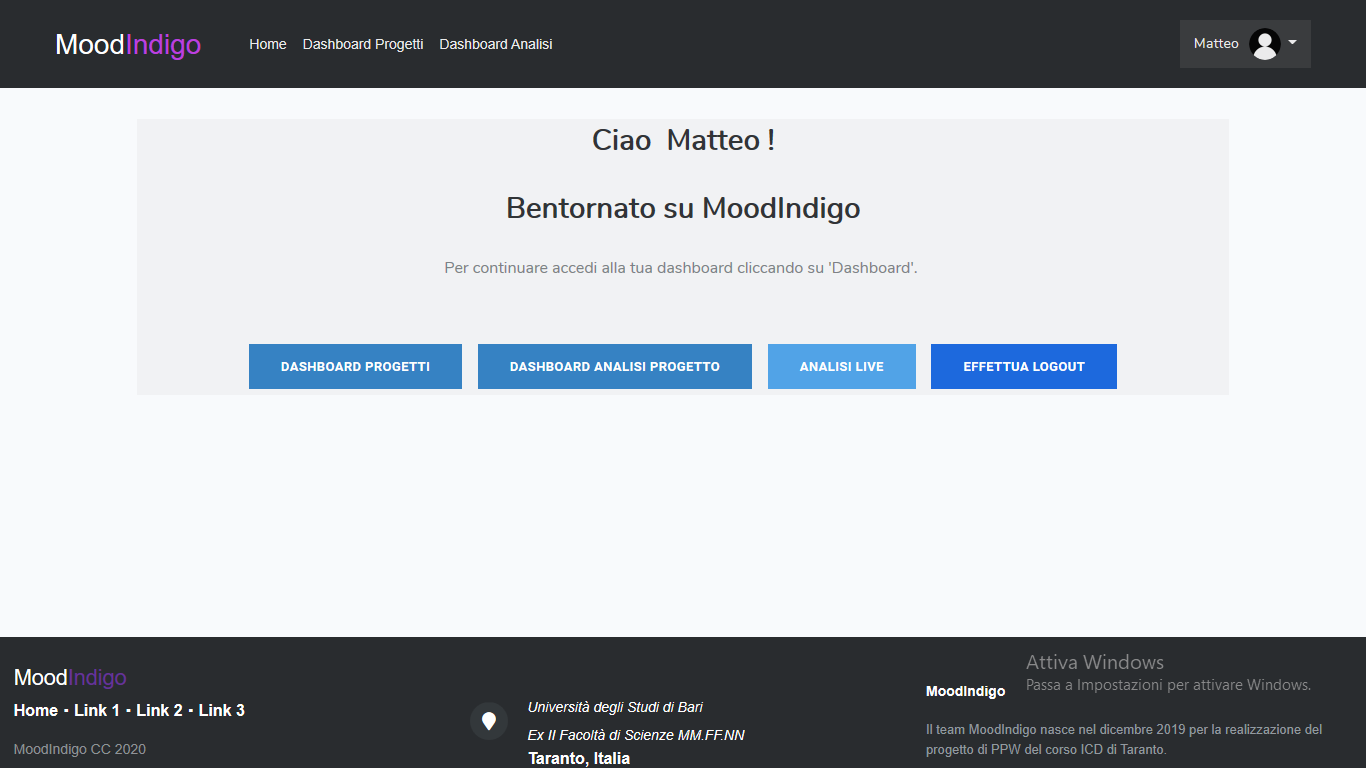 MoodIndigo
Home Dashboard Progetti Dashboard Analisi
Matteo
Ciao Matteo !
Bentornato su MoodIndigo
Per continuare accedi alla tua dashboard cliccando su 'Dashboard'.
DASHBOARD PROGETTI
DASHBOARD ANALISI PROGETTO
ANALISI LIVE
EFFETTUA LOGOUT
MoodIndigo
Home · Link 1 · Link 2 · Link 3
MoodIndigo CC 2020
Università degli Studi di Bari
Ex II Facoltà di Scienze MM.FF.NN
Taranto, Italia
Attiva Windows
Passa a Impostazioni per attivare Windows.
MoodIndigo
Il team MoodIndigo nasce nel dicembre 2019 per la realizzazione del
progetto di PPW del corso ICD di Taranto.